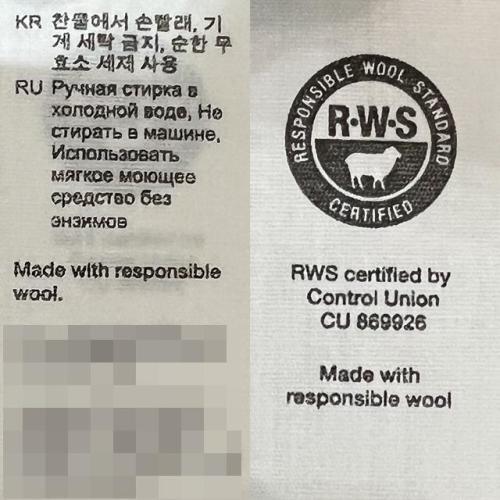 KR 찬물에서 손빨래, 기
계 세탁 금지, 순한 무
효소 세제 사용
RU Ручная стирка в
холодной воде, Не
стирать в машине,
Использовать
мягкое моющее
средство без
энзимов
Made with responsible
wool.
RESPONSIBLE WOOL STANDARD
R·W·S
CERTIFIED
RWS certified by
Control Union
CU 869926
Made with
responsible wool